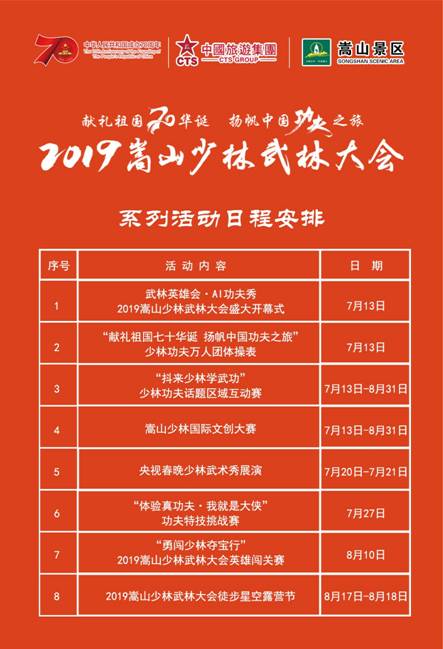 中华人民共和国成立70周年
The 70th Anniversary of the Founding of
The People's Republic of China
CTS
中國旅遊集團
CTS GROUP
嵩山景区
SONGSHAN SCENIC AREA
献礼祖国70华诞 扬帆中国功夫之旅
2019嵩山少林武林大会
系列活动日程安排
序号 活动内容 日期
1 武林英雄会·AI功夫秀
2019嵩山少林武林大会盛大开幕式 7月13日
2 “献礼祖国七十华诞 扬帆中国功夫之旅”
少林功夫万人团体操表 7月13日
3 “抖来少林学武功”
少林功夫话题区域互动赛 7月13日-8月31日
4 嵩山少林国际文创大赛 7月13日-8月31日
5 央视春晚少林武术秀展演 7月20日-7月21日
6 “体验真功夫·我就是大侠”
功夫特技挑战赛 7月27日
7 “勇闯少林夺宝行”
2019嵩山少林武林大会英雄闯关赛 8月10日
8 2019嵩山少林武林大会徒步星空露营节 8月17日-8月18日